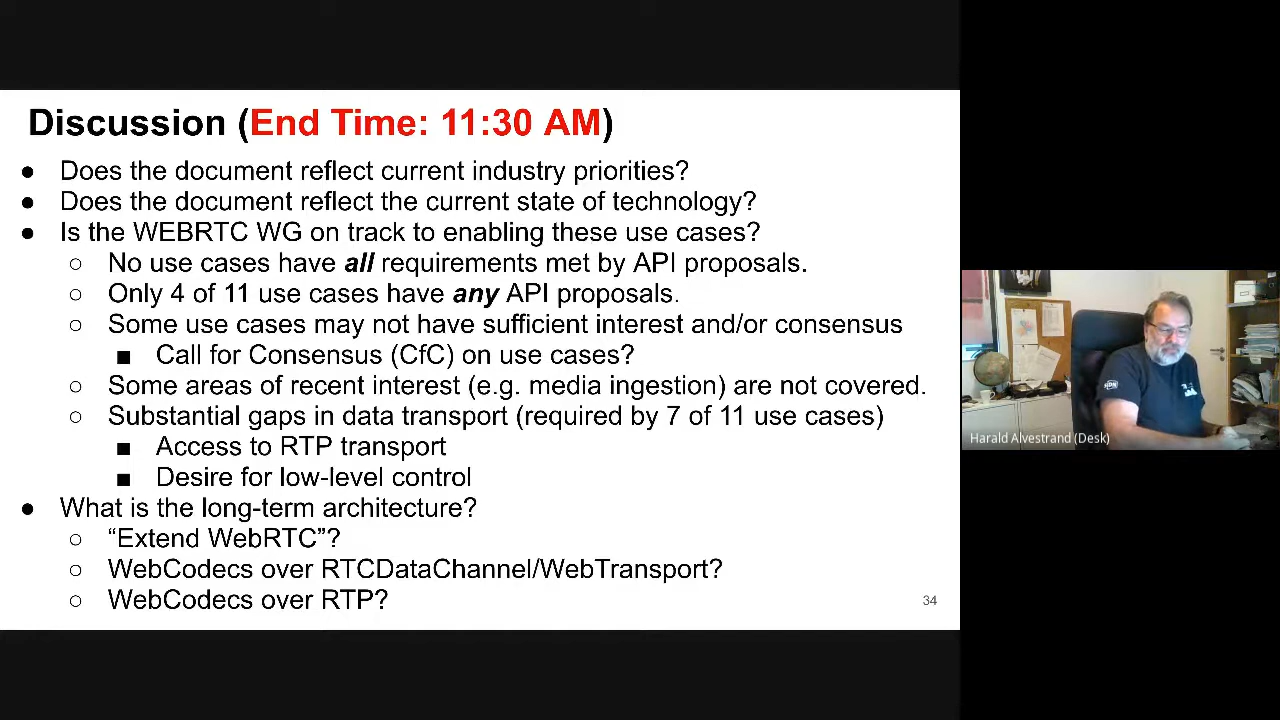 Discussion (End Time: 11:30 AM)
● Does the document reflect current industry priorities?
● Does the document reflect the current state of technology?
● Is the WEBRTC WG on track to enabling these use cases?
○ No use cases have all requirements met by API proposals.
○ Only 4 of 11 use cases have any API proposals.
○ Some use cases may not have sufficient interest and/or consensus
■ Call for Consensus (CfC) on use cases?
○ Some areas of recent interest (e.g. media ingestion) are not covered.
○ Substantial gaps in data transport (required by 7 of 11 use cases)
■ Access to RTP transport
■ Desire for low-level control
● What is the long-term architecture?
○ “Extend WebRTC”?
○ WebCodecs over RTCDataChannel/WebTransport?
○ WebCodecs over RTP?
34
Harald Alvestrand (Desk)